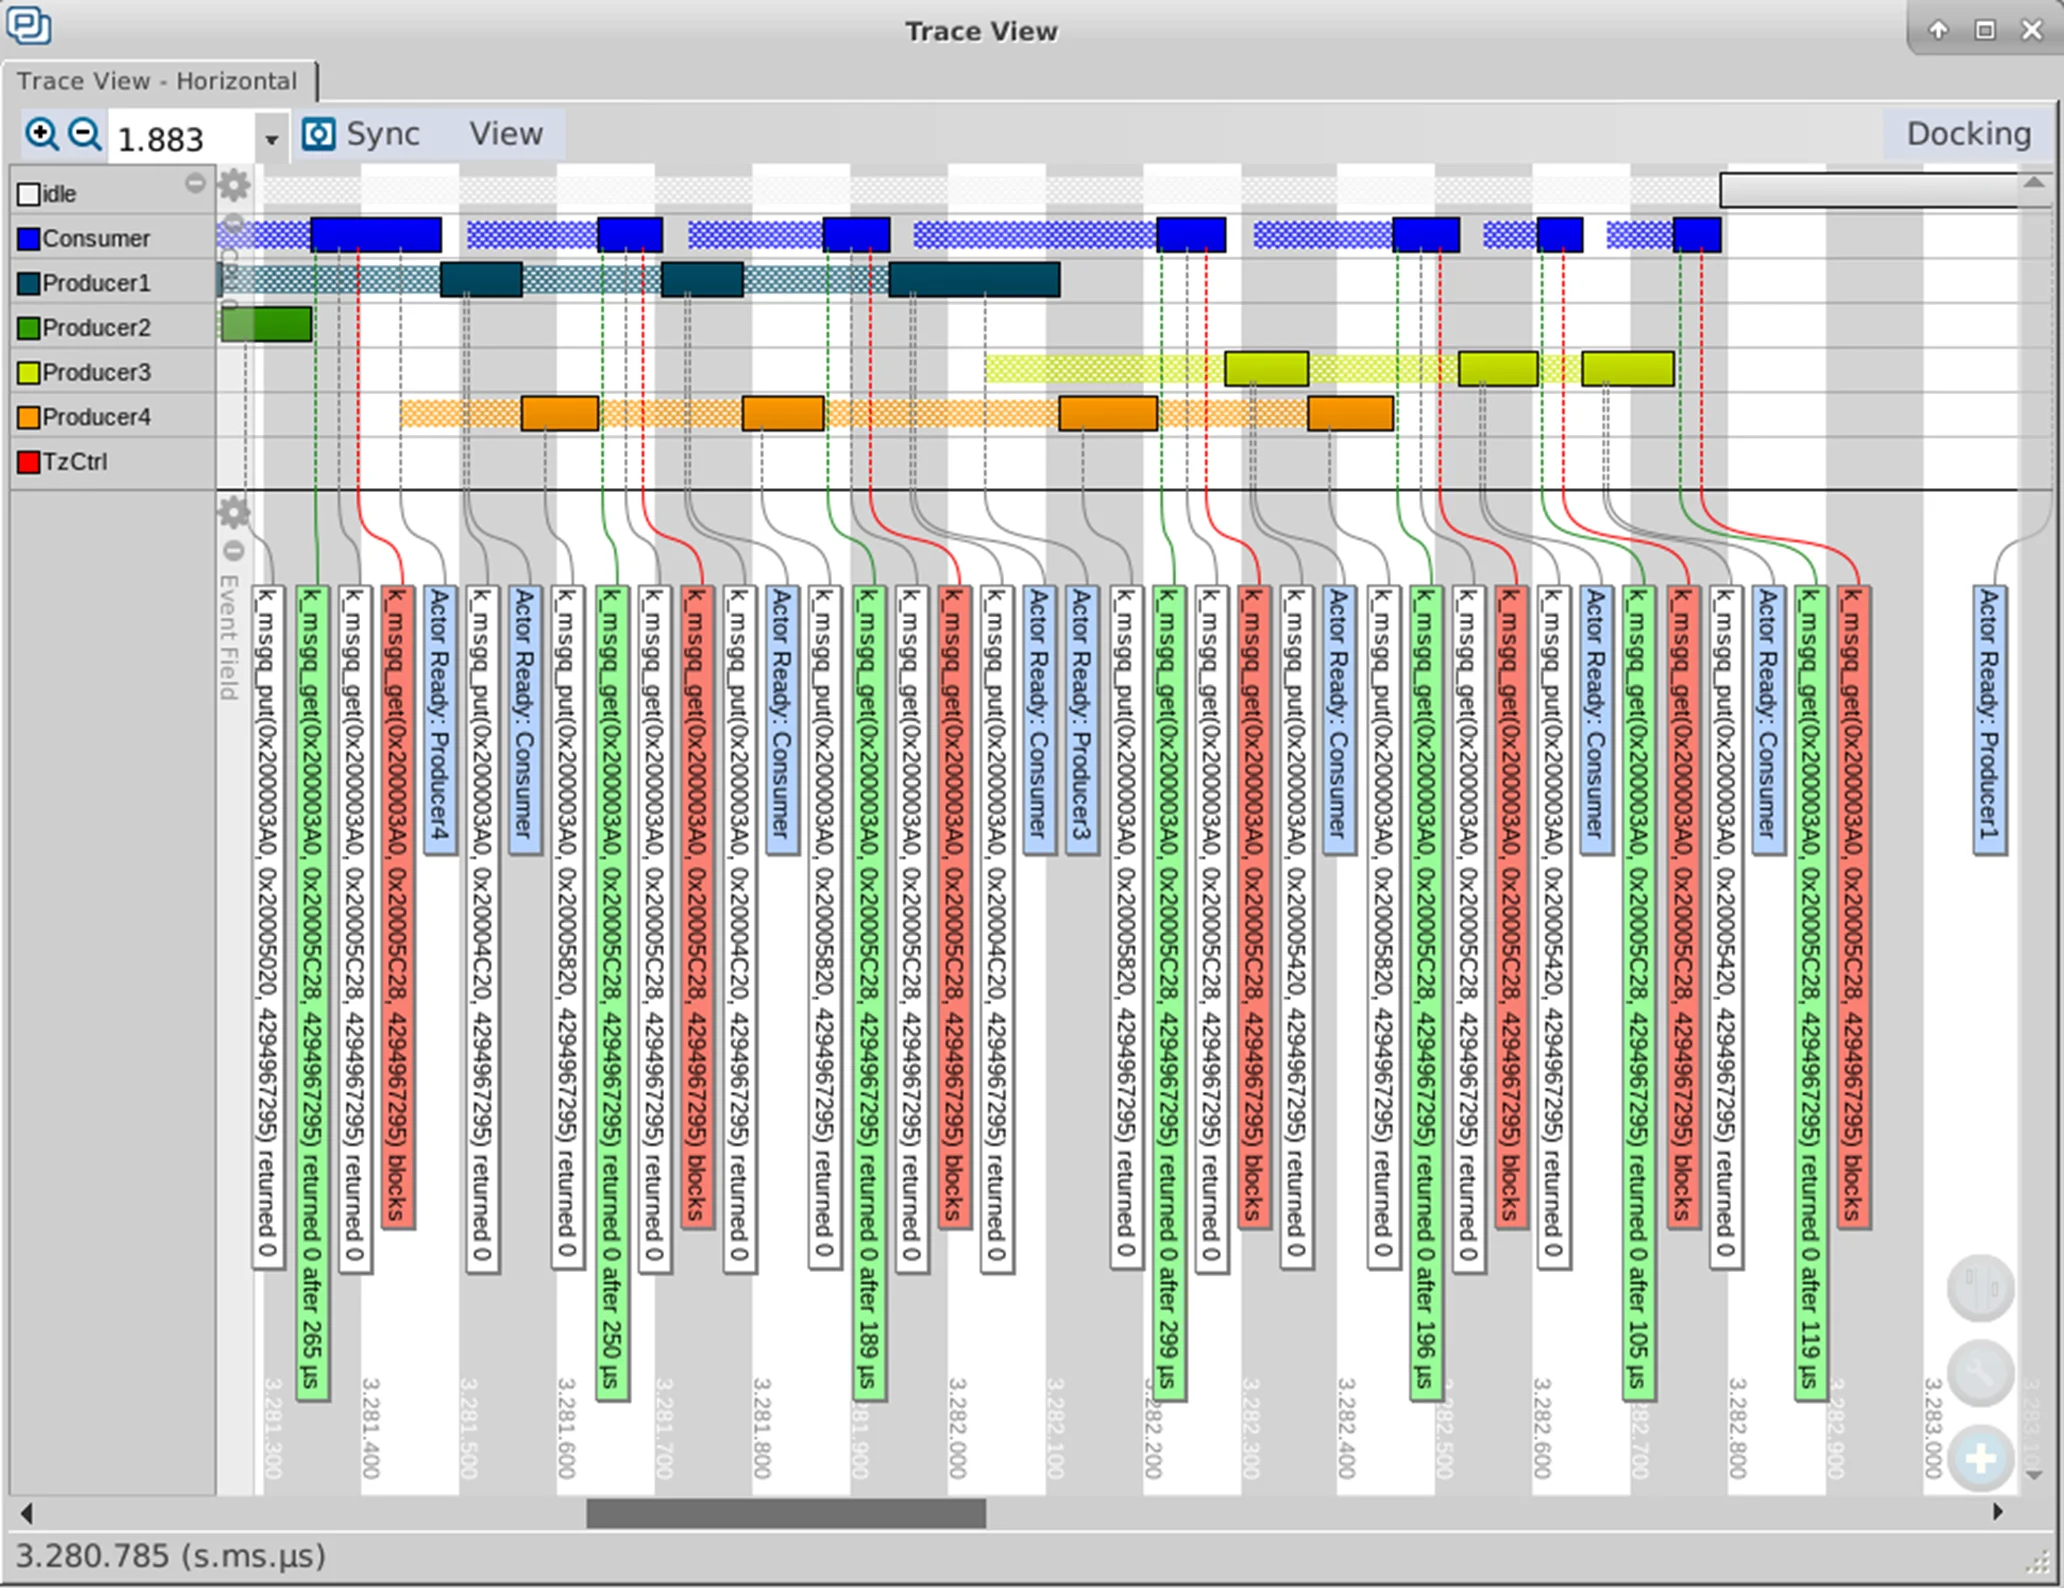 Trace View
Trace View - Horizontal
1.883
Sync
View
Docking
idle
Consumer
Producer1
Producer2
Producer3
Producer4
TzCtrl
CPU 0
Event Field
k_msgq_put(0x200003A0, 0x20005020, 4294967295) returned 0
k_msgq_get(0x200003A0, 0x20005C28, 4294967295) returned 0 after 265 µs
k_msgq_get(0x200003A0, 0x20005C28, 4294967295) returned 0
k_msgq_get(0x200003A0, 0x20005C28, 4294967295) blocks
Actor Ready: Producer4
k_msgq_put(0x200003A0, 0x20004C20, 4294967295) returned 0
Actor Ready: Consumer
k_msgq_put(0x200003A0, 0x20005820, 4294967295) returned 0
k_msgq_get(0x200003A0, 0x20005C28, 4294967295) returned 0 after 250 µs
k_msgq_get(0x200003A0, 0x20005C28, 4294967295) returned 0
k_msgq_get(0x200003A0, 0x20005C28, 4294967295) blocks
k_msgq_put(0x200003A0, 0x20004C20, 4294967295) returned 0
Actor Ready: Consumer
k_msgq_put(0x200003A0, 0x20005820, 4294967295) returned 0
k_msgq_get(0x200003A0, 0x20005C28, 4294967295) returned 0 after 189 µs
k_msgq_get(0x200003A0, 0x20005C28, 4294967295) returned 0
k_msgq_get(0x200003A0, 0x20005C28, 4294967295) blocks
k_msgq_put(0x200003A0, 0x20004C20, 4294967295) returned 0
Actor Ready: Consumer
Actor Ready: Producer3
k_msgq_put(0x200003A0, 0x20005820, 4294967295) returned 0
k_msgq_get(0x200003A0, 0x20005C28, 4294967295) returned 0 after 299 µs
k_msgq_get(0x200003A0, 0x20005C28, 4294967295) returned 0
k_msgq_get(0x200003A0, 0x20005C28, 4294967295) blocks
k_msgq_put(0x200003A0, 0x20005420, 4294967295) returned 0
Actor Ready: Consumer
k_msgq_put(0x200003A0, 0x20005820, 4294967295) returned 0
k_msgq_get(0x200003A0, 0x20005C28, 4294967295) returned 0 after 196 µs
k_msgq_get(0x200003A0, 0x20005C28, 4294967295) returned 0
k_msgq_get(0x200003A0, 0x20005C28, 4294967295) blocks
k_msgq_put(0x200003A0, 0x20005420, 4294967295) returned 0
Actor Ready: Consumer
k_msgq_get(0x200003A0, 0x20005C28, 4294967295) returned 0 after 105 µs
k_msgq_get(0x200003A0, 0x20005C28, 4294967295) blocks
k_msgq_put(0x200003A0, 0x20005420, 4294967295) returned 0
Actor Ready: Consumer
k_msgq_get(0x200003A0, 0x20005C28, 4294967295) returned 0 after 119 µs
k_msgq_get(0x200003A0, 0x20005C28, 4294967295) blocks
Actor Ready: Producer1
3.281.300
3.281.400
3.281.500
3.281.600
3.281.700
3.281.800
281.900
3.282.000
3.282.100
3.282.200
3.282.300
3.282.400
282.500
3.282.600
282.700
3.282.800
3.282.900
3.283.000
3.283.100
3.280.785 (s.ms.µs)